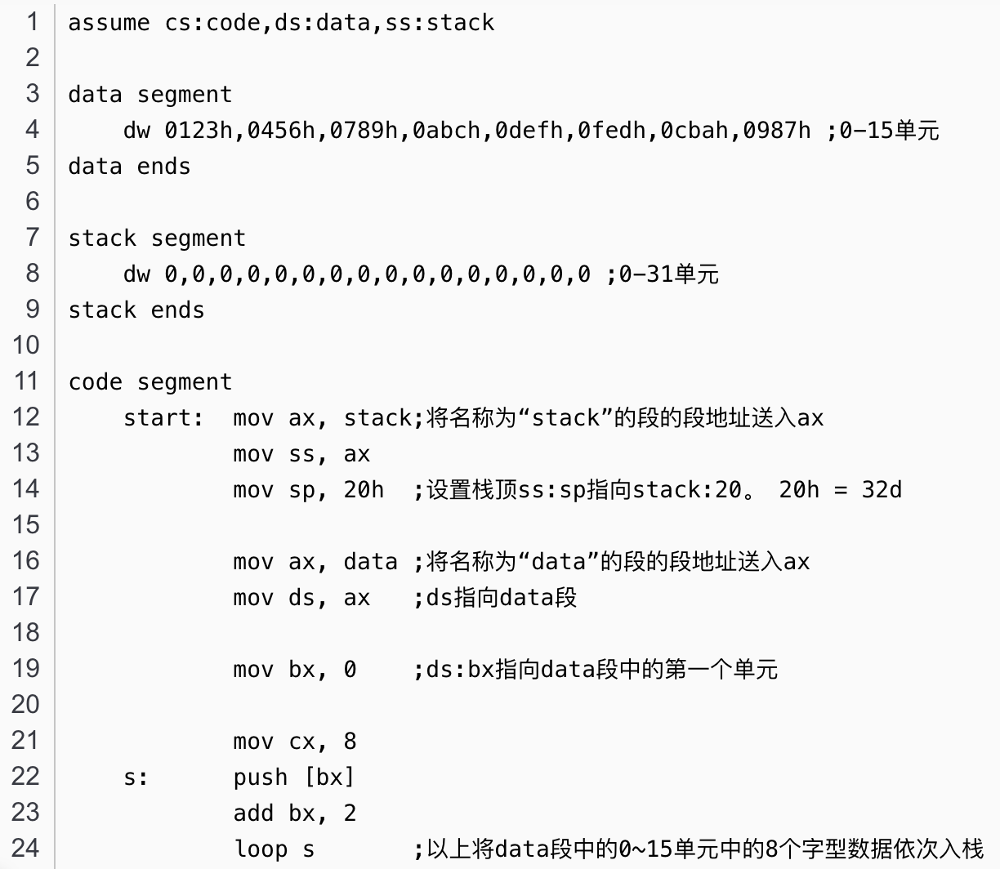 1 assume cs:code,ds:data,ss:stack
2
3 data segment
4     dw 0123h,0456h,0789h,0abch,0defh,0fedh,0cbah,0987h ;0-15单元
5 data ends
6
7 stack segment
8     dw 0,0,0,0,0,0,0,0,0,0,0,0,0,0,0,0 ;0-31单元
9 stack ends
10
11 code segment
12     start:  mov ax, stack;将名称为“stack”的段的段地址送入ax
13             mov ss, ax
14             mov sp, 20h  ;设置栈顶ss:sp指向stack:20。 20h = 32d
15
16             mov ax, data ;将名称为“data”的段的段地址送入ax
17             mov ds, ax   ;ds指向data段
18
19             mov bx, 0    ;ds:bx指向data段中的第一个单元
20
21             mov cx, 8
22     s:      push [bx]
23             add bx, 2
24             loop s       ;以上将data段中的0~15单元中的8个字型数据依次入栈